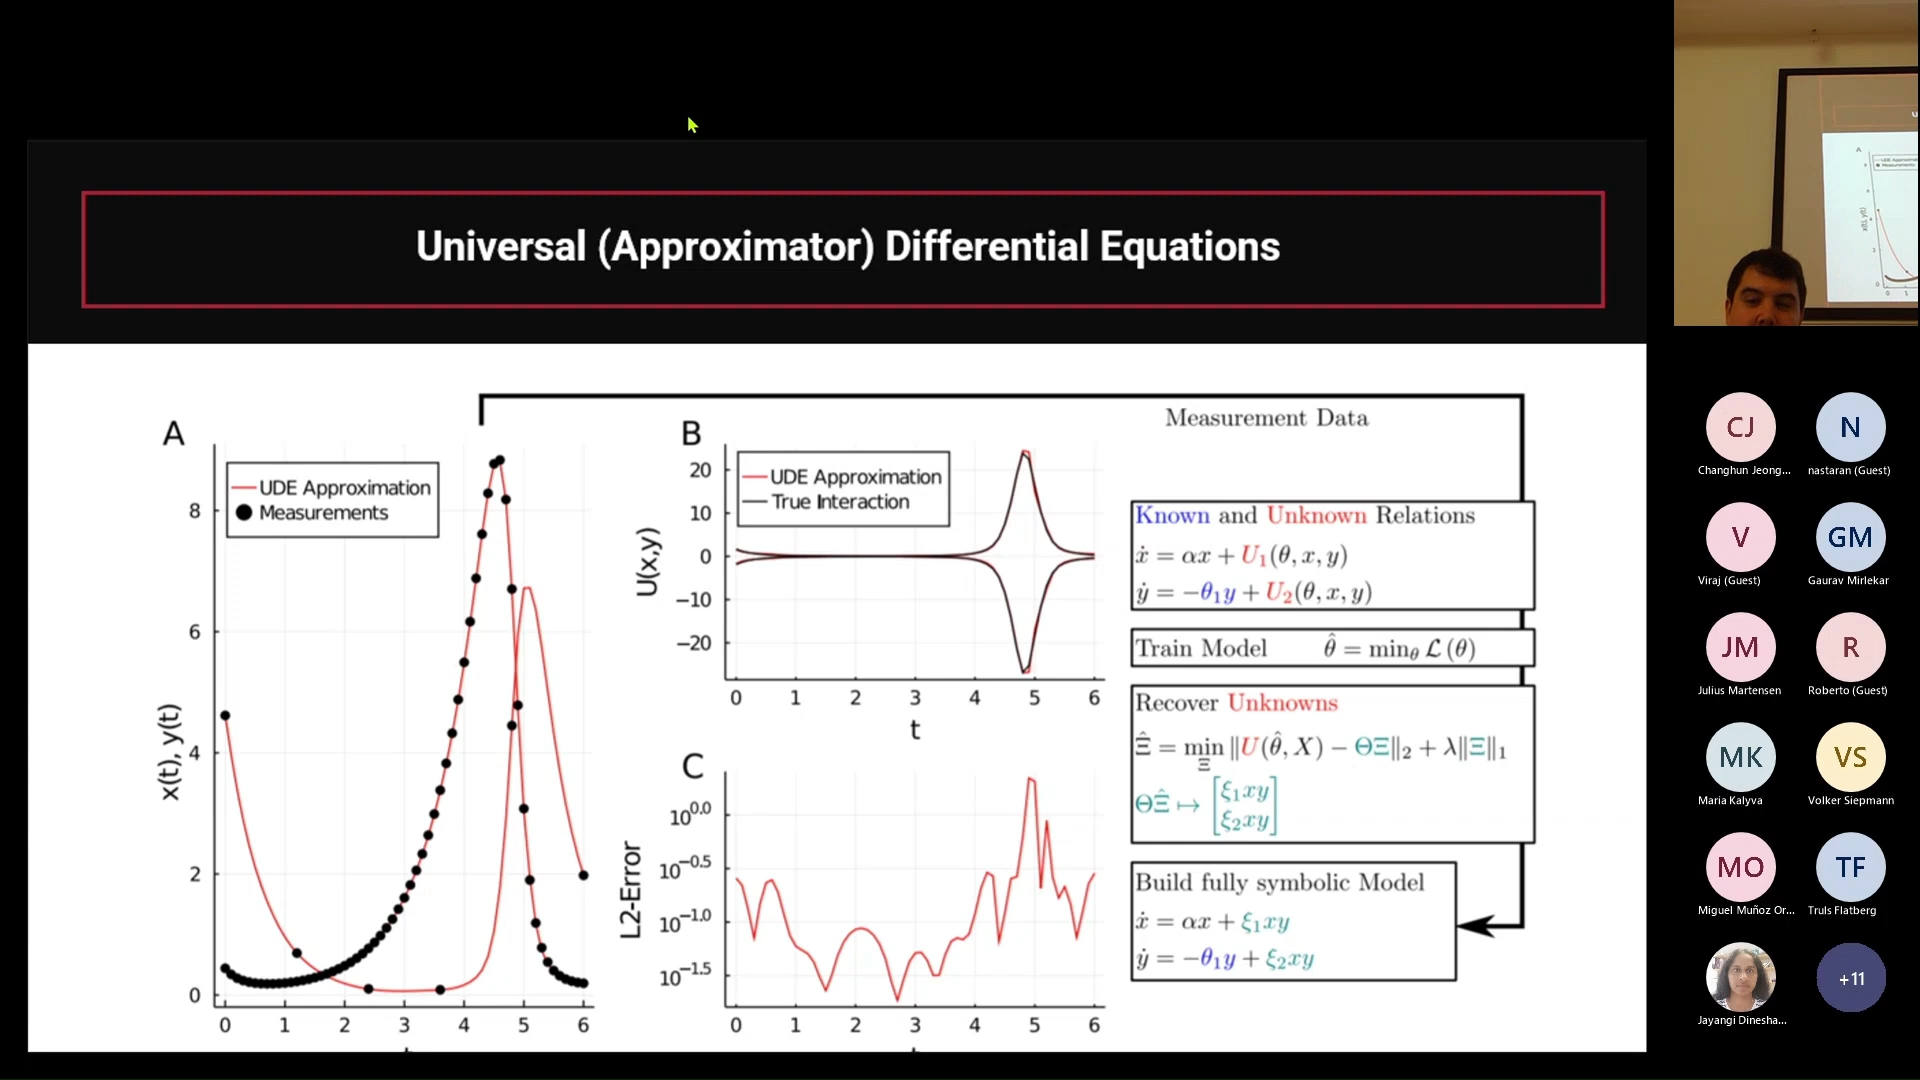 Universal (Approximator) Differential Equations
A
UDE Approximation
Measurements
x(t), y(t)
8
6
4
2
0
0 1 2 3 4 5 6
B
UDE Approximation
True Interaction
U(x,y)
20
10
0
−10
−20
0 1 2 3 4 5 6
t
C
L2-Error
10^0.0
10^−0.5
10^−1.0
10^−1.5
0 1 2 3 4 5 6
Measurement Data
Known and Unknown Relations
ẋ = αx + U₁(θ, x, y)
ẏ = −θ₁y + U₂(θ, x, y)
Train Model θ̂ = min_θ 𝓛 (θ)
Recover Unknowns
Ξ̂ = min_Ξ ‖U(θ̂, X) − ΘΞ‖₂ + λ‖Ξ‖₁
ΘΞ̂ ↦ [ξ₁xy
ξ₂xy]
Build fully symbolic Model
ẋ = αx + ξ₁xy
ẏ = −θ₁y + ξ₂xy
CJ
Changhun Jeong...
N
nastaran (Guest)
V
Viraj (Guest)
GM
Gaurav Mirlekar
JM
Julius Martensen
R
Roberto (Guest)
MK
Maria Kalyva
VS
Volker Siepmann
MO
Miguel Muñoz Or...
TF
Truls Flatberg
Jayangi Dinesha...
+11